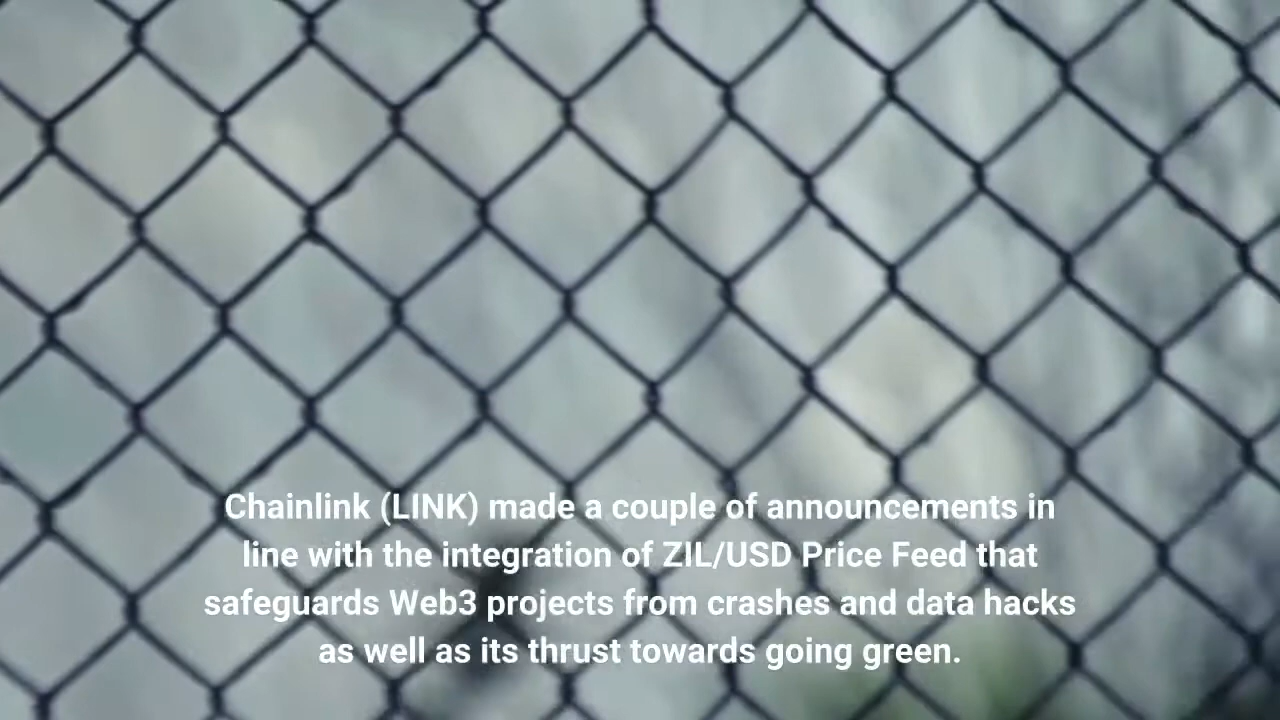 Chainlink (LINK) made a couple of announcements in
line with the integration of ZIL/USD Price Feed that
safeguards Web3 projects from crashes and data hacks
as well as its thrust towards going green.